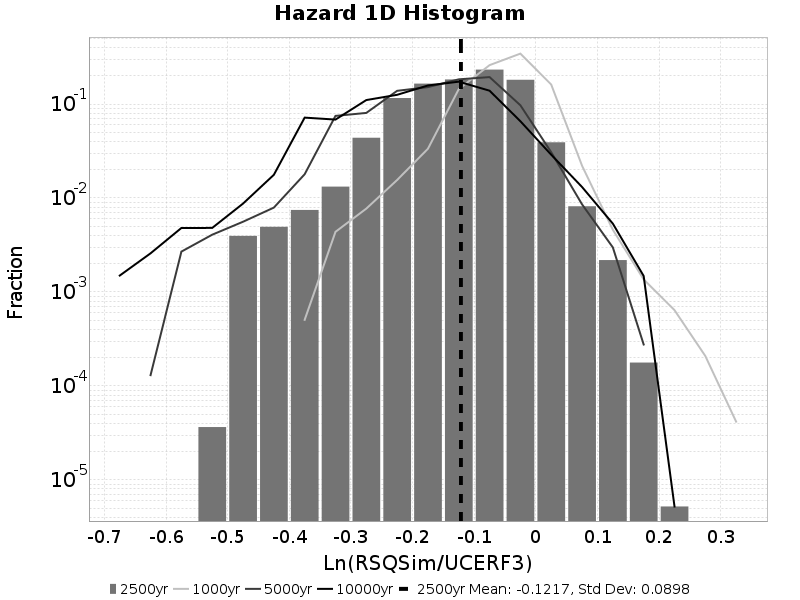 Hazard 1D Histogram
Fraction
10-1
10-2
10-3
10-4
10-5
-0.7 -0.6 -0.5 -0.4 -0.3 -0.2 -0.1 0 0.1 0.2 0.3
Ln(RSQSim/UCERF3)
2500yr 1000yr 5000yr 10000yr 2500yr Mean: -0.1217, Std Dev: 0.0898